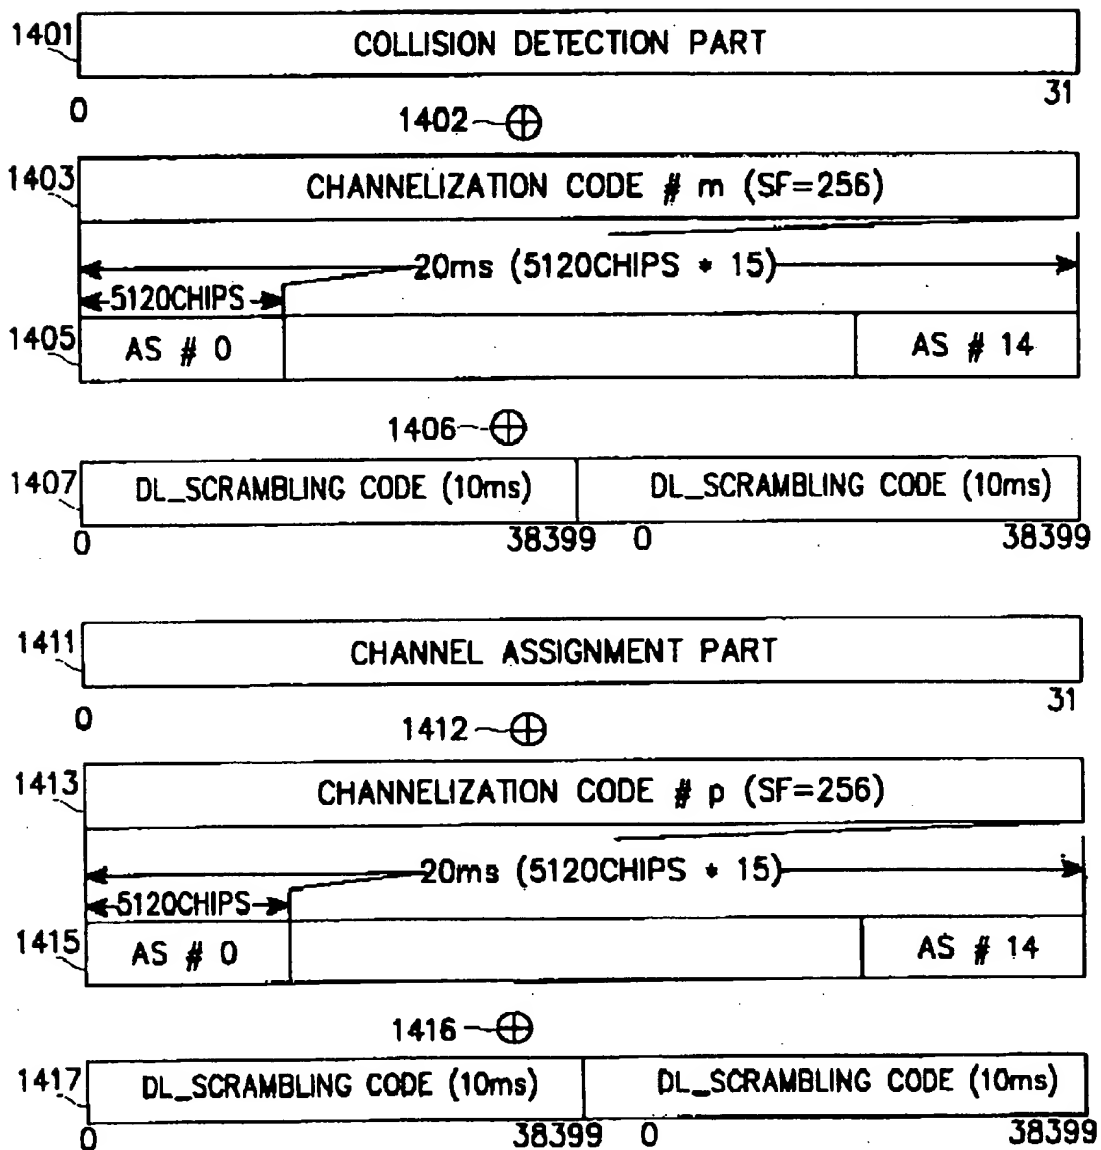 1401 COLLISION DETECTION PART
0 31
1402
1403 CHANNELIZATION CODE # m (SF=256)
20ms (5120CHIPS * 15)
5120CHIPS
1405 AS # 0 AS # 14
1406
1407 DL_SCRAMBLING CODE (10ms) DL_SCRAMBLING CODE (10ms)
0 38399 0 38399
1411 CHANNEL ASSIGNMENT PART
0 31
1412
1413 CHANNELIZATION CODE # p (SF=256)
20ms (5120CHIPS * 15)
5120CHIPS
1415 AS # 0 AS # 14
1416
1417 DL_SCRAMBLING CODE (10ms) DL_SCRAMBLING CODE (10ms)
0 38399 0 38399